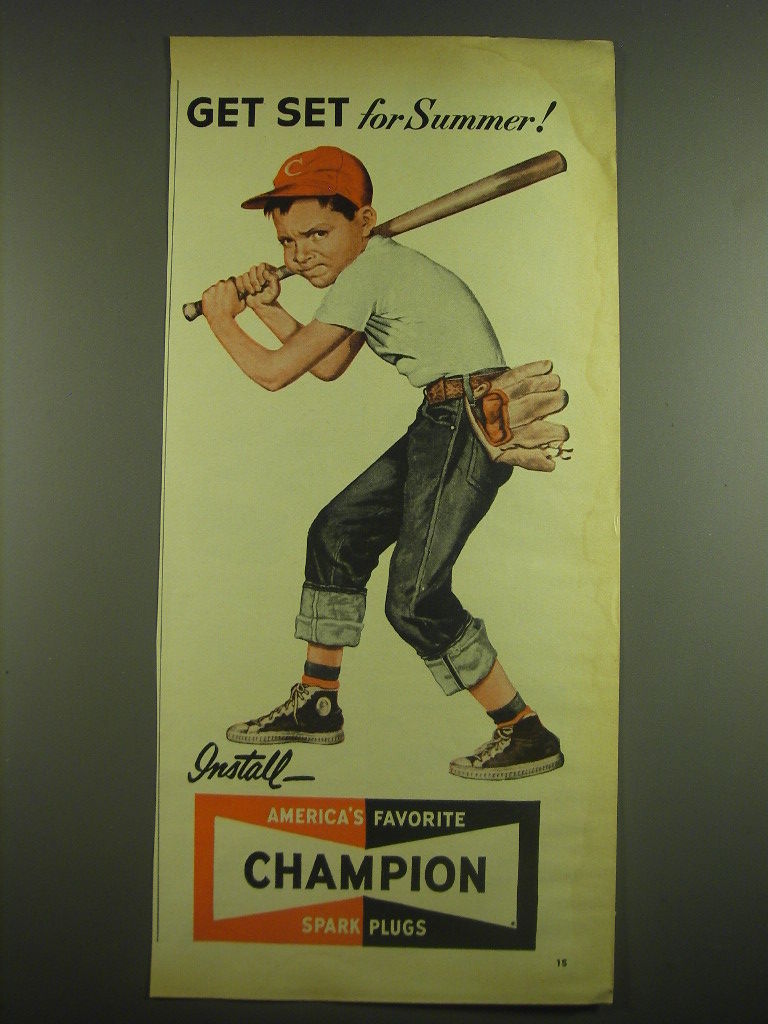 GET SET for Summer!
C
Install—
AMERICA'S FAVORITE
CHAMPION
SPARK PLUGS
15